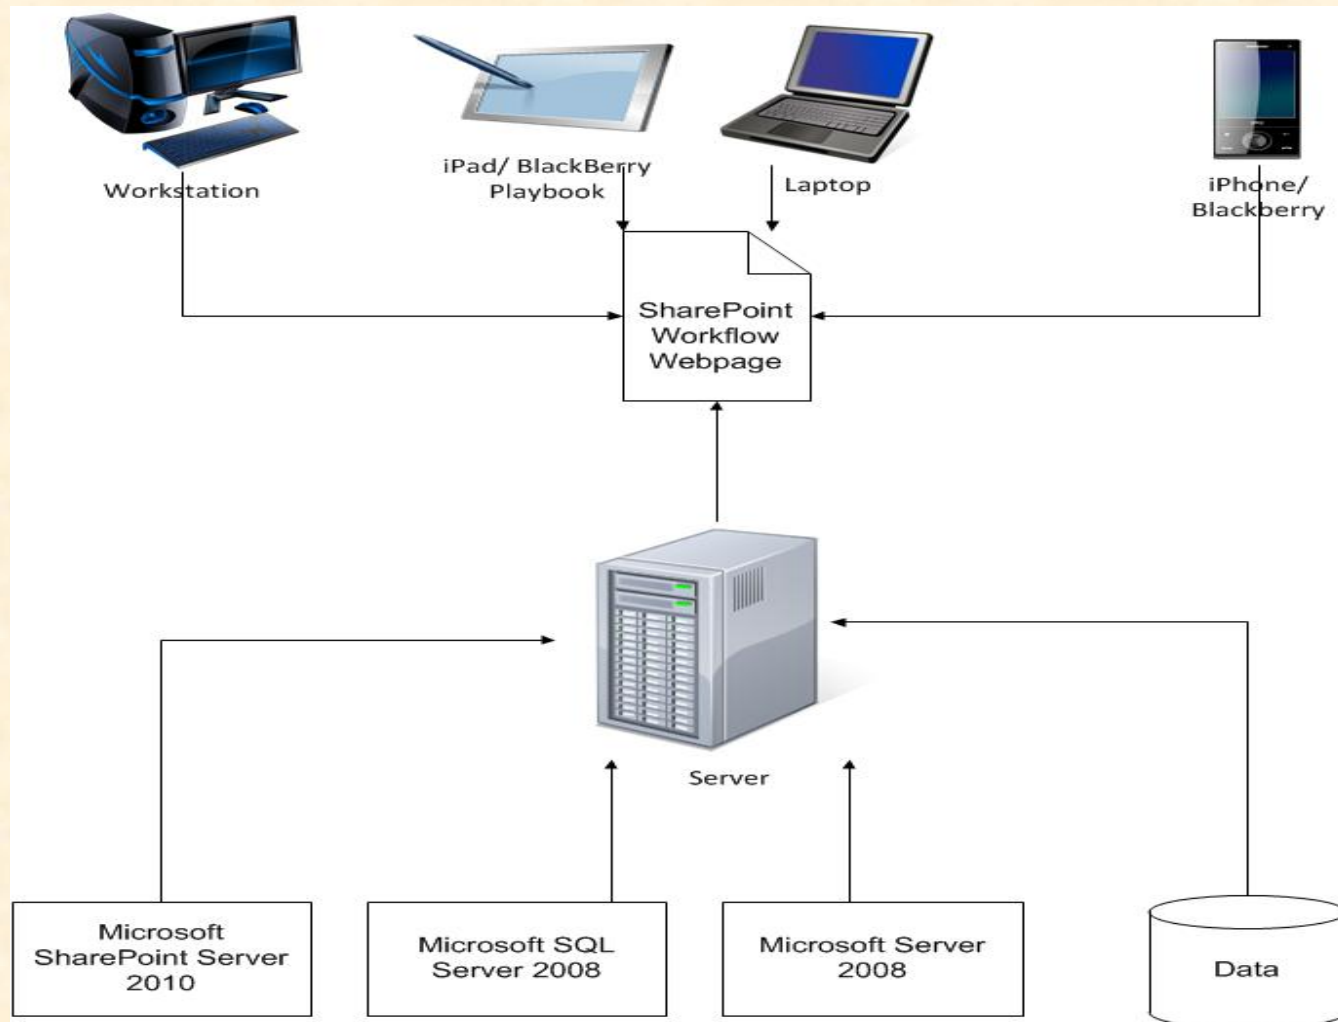 Workstation
iPad/ BlackBerry
Playbook
Laptop
iPhone/
Blackberry
SharePoint
Workflow
Webpage
Server
Microsoft
SharePoint Server
2010
Microsoft SQL
Server 2008
Microsoft Server
2008
Data